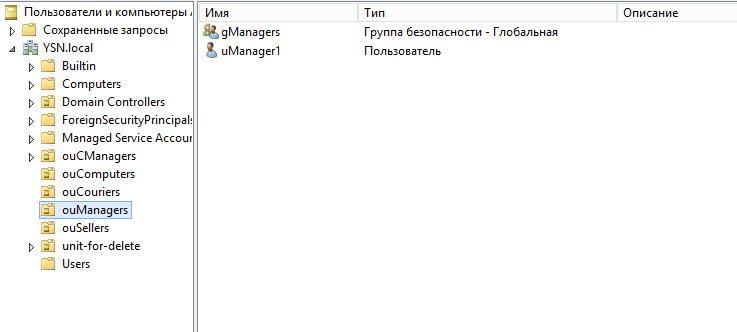 Пользователи и компьютеры
Сохраненные запросы
YSN.local
Builtin
Computers
Domain Controllers
ForeignSecurityPrincipals
Managed Service Accou
ouCManagers
ouComputers
ouCouriers
ouManagers
ouSellers
unit-for-delete
Users
Имя Тип Описание
gManagers Группа безопасности - Глобальная
uManager1 Пользователь